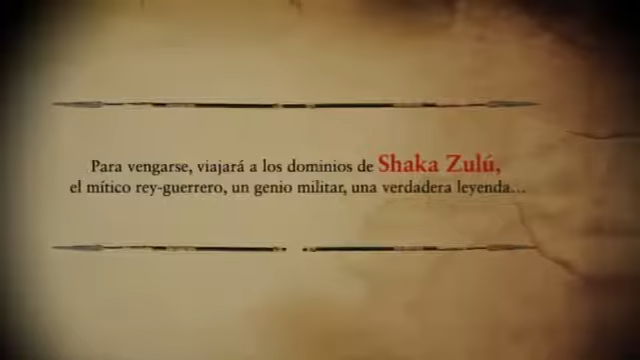 Para vengarse, viajará a los dominios de Shaka Zulú,
el mítico rey-guerrero, un genio militar, una verdadera leyenda...